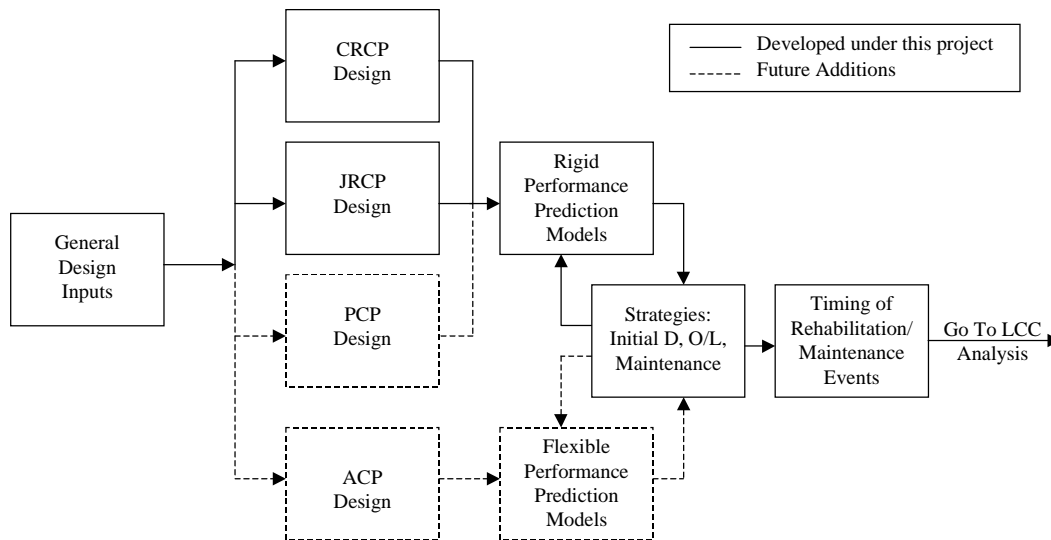 CRCP
Design
Developed under this project
Future Additions
JRCP
Design
Rigid
Performance
Prediction
Models
General
Design
Inputs
PCP
Design
Strategies:
Initial D, O/L,
Maintenance
Timing of
Rehabilitation/
Maintenance
Events
Go To LCC
Analysis
ACP
Design
Flexible
Performance
Prediction
Models